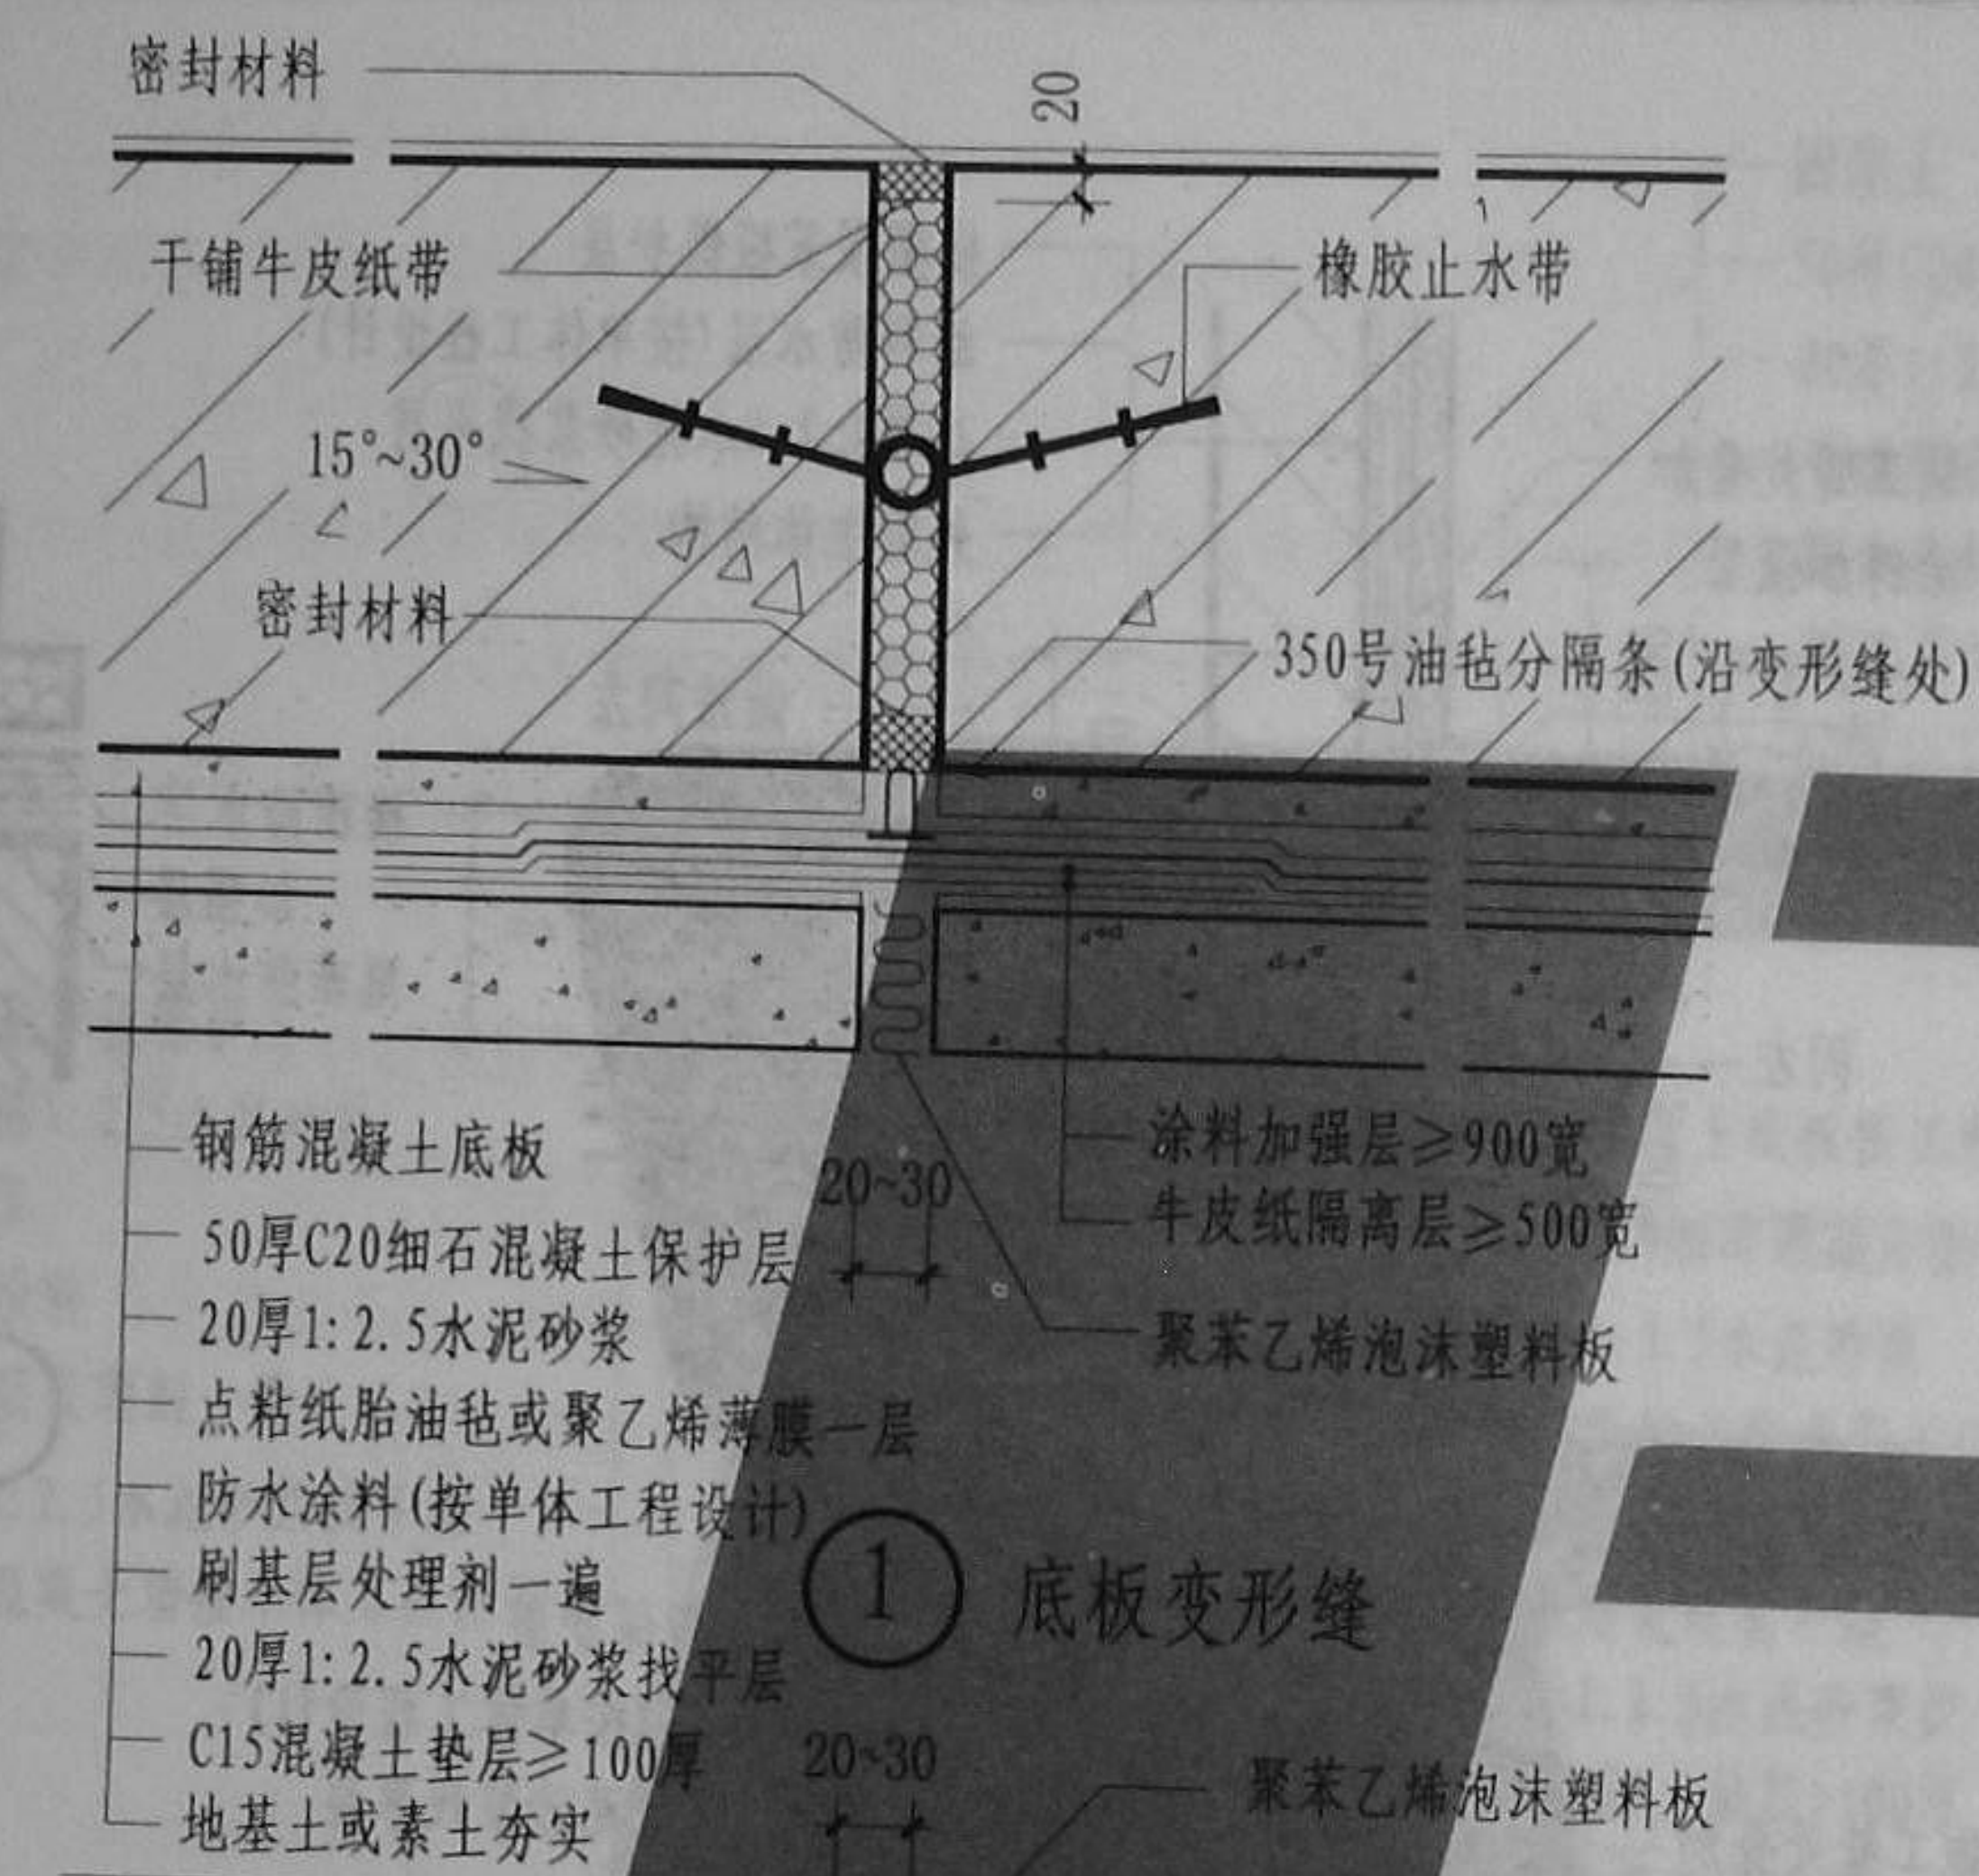 密封材料
20
干铺牛皮纸带
橡胶止水带
15°~30°
密封材料
350号油毡分隔条(沿变形缝处)
钢筋混凝土底板
50厚C20细石混凝土保护层
20厚1:2.5水泥砂浆
点粘纸胎油毡或聚乙烯薄膜一层
防水涂料(按单体工程设计)
刷基层处理剂一遍
20厚1:2.5水泥砂浆找平层
C15混凝土垫层≥100厚
地基土或素土夯实
20~30
涂料加强层≥900宽
牛皮纸隔离层≥500宽
聚苯乙烯泡沫塑料板
1 底板变形缝
20~30
聚苯乙烯泡沫塑料板